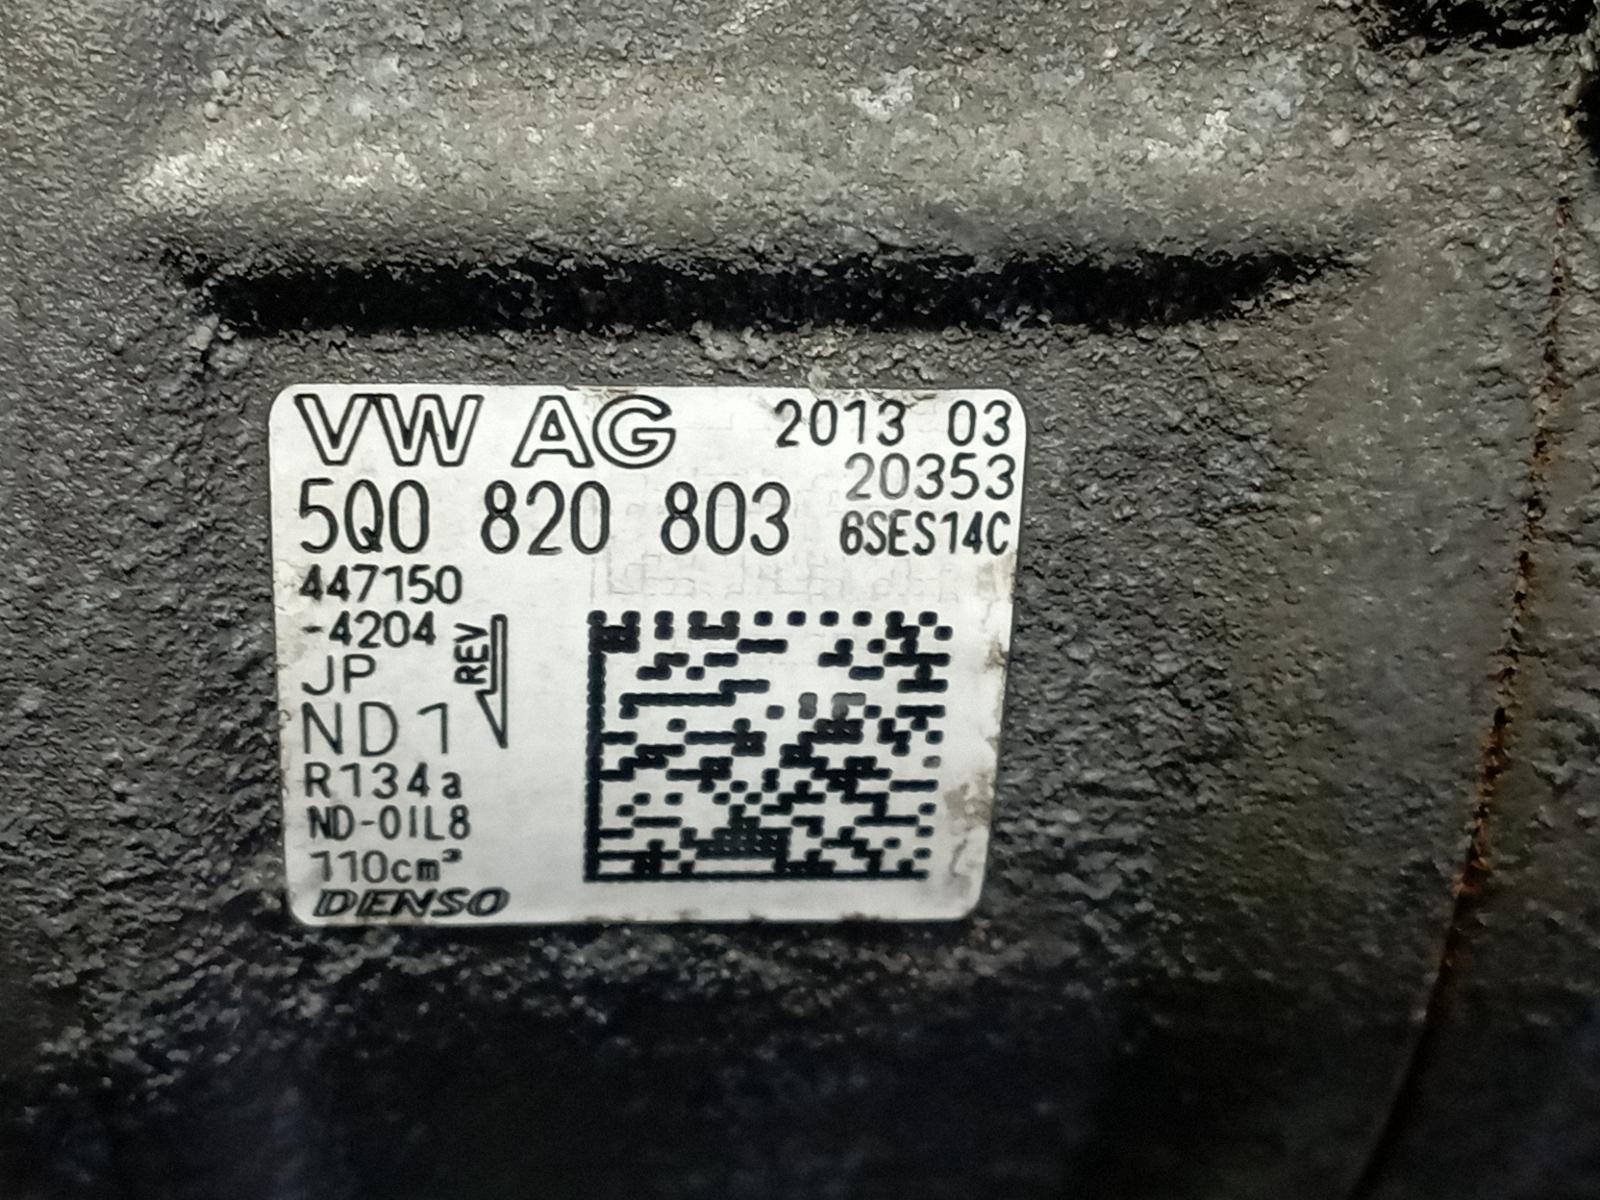 VW AG 2013 03
20353
5Q0 820 803 6SES14C
447150
-4204
REV
JP
ND1
R134a
ND-OIL8
110cm³
DENSO